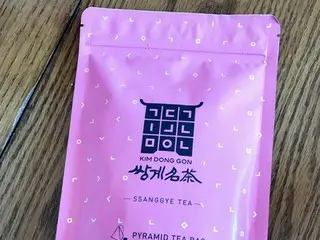 KIM DONG GON
쌍계名茶
SSANGGYE TEA
PYRAMID TEA BAG